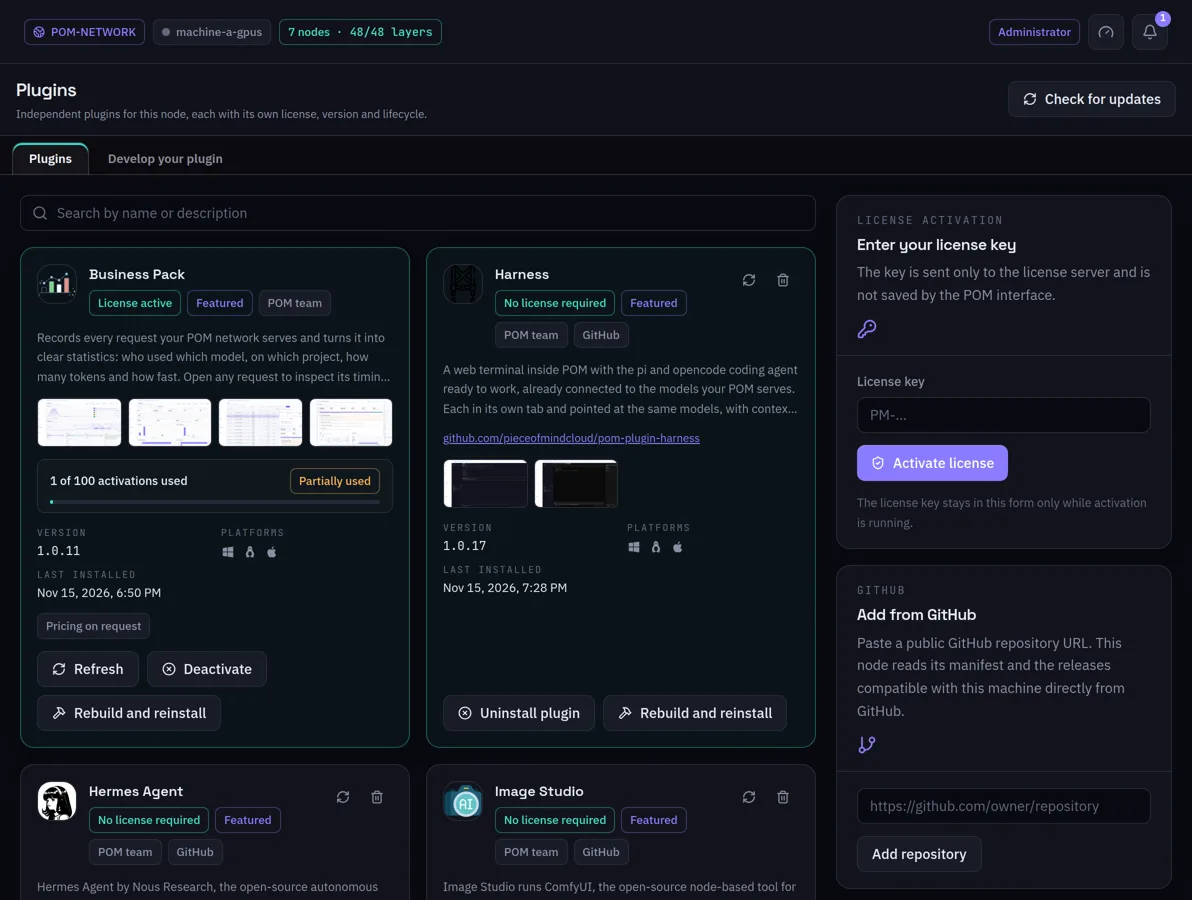 POM-NETWORK
machine-a-gpus
7 nodes · 48/48 layers
Administrator
1
Plugins
Independent plugins for this node, each with its own license, version and lifecycle.
Check for updates
Plugins
Develop your plugin
Search by name or description
Business Pack
License active
Featured
POM team
Records every request your POM network serves and turns it into
clear statistics: who used which model, on which project, how
many tokens and how fast. Open any request to inspect its timin...
1 of 100 activations used
Partially used
VERSION
PLATFORMS
1.0.11
LAST INSTALLED
Nov 15, 2026, 6:50 PM
Pricing on request
Refresh
Deactivate
Rebuild and reinstall
Harness
No license required
Featured
POM team
GitHub
A web terminal inside POM with the pi and opencode coding agent
ready to work, already connected to the models your POM serves.
Each in its own tab and pointed at the same models, with contex...
github.com/pieceofmindcloud/pom-plugin-harness
VERSION
PLATFORMS
1.0.17
LAST INSTALLED
Nov 15, 2026, 7:28 PM
Uninstall plugin
Rebuild and reinstall
Hermes Agent
No license required
Featured
POM team
GitHub
Hermes Agent by Nous Research, the open-source autonomous
Image Studio
AI
No license required
Featured
POM team
GitHub
Image Studio runs ComfyUI, the open-source node-based tool for
LICENSE ACTIVATION
Enter your license key
The key is sent only to the license server and is
not saved by the POM interface.
License key
PM-...
Activate license
The license key stays in this form only while activation
is running.
GITHUB
Add from GitHub
Paste a public GitHub repository URL. This
node reads its manifest and the releases
compatible with this machine directly from
GitHub.
https://github.com/owner/repository
Add repository